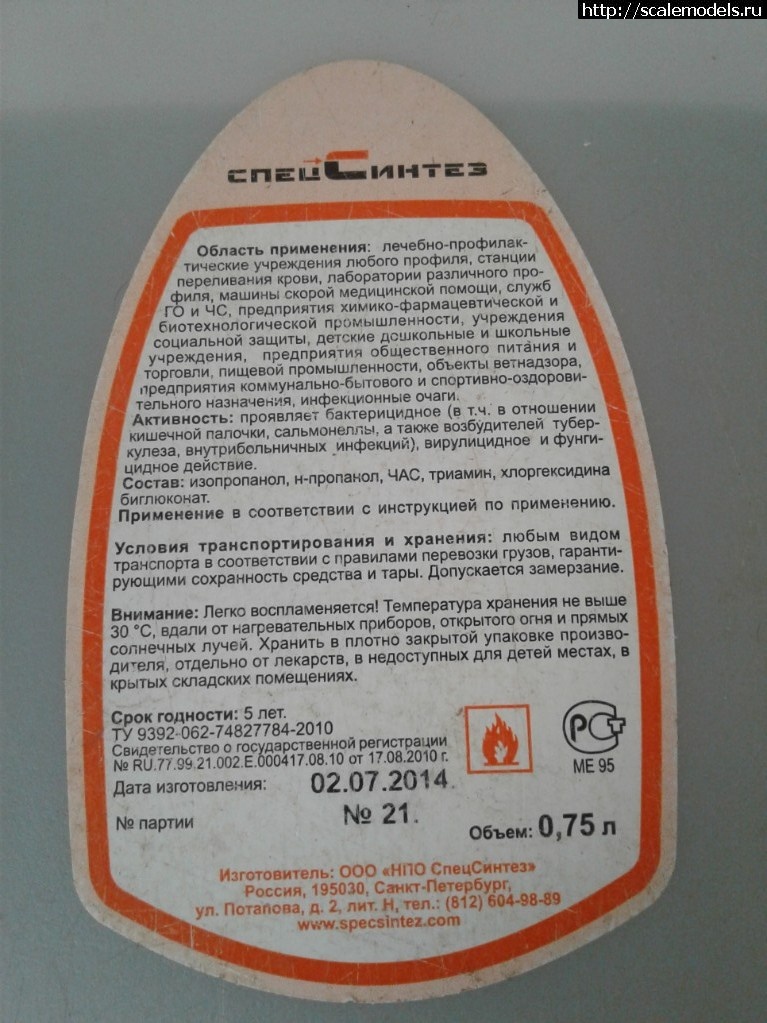 http://scalemodels.ru
СПЕЦСИНТЕЗ
Область применения: лечебно-профилак-
тические учреждения любого профиля, станции
переливания крови, лаборатории различного про-
филя, машины скорой медицинской помощи, служб
ГО и ЧС, предприятия химико-фармацевтической и
биотехнологической промышленности, учреждения
социальной защиты, детские дошкольные и школьные
учреждения, предприятия общественного питания и
торговли, пищевой промышленности, объекты ветнадзора,
предприятия коммунально-бытового и спортивно-оздорови-
тельного назначения, инфекционные очаги.
Активность: проявляет бактерицидное (в т.ч. в отношении
кишечной палочки, сальмонеллы, а также возбудителей тубер-
кулеза, внутрибольничных инфекций), вирулицидное и фунги-
цидное действие.
Состав: изопропанол, н-пропанол, ЧАС, триамин, хлоргексидина
биглюконат.
Применение в соответствии с инструкцией по применению.
Условия транспортирования и хранения: любым видом
транспорта в соответствии с правилами перевозки грузов, гаранти-
рующими сохранность средства и тары. Допускается замерзание.
Внимание: Легко воспламеняется! Температура хранения не выше
30 °С, вдали от нагревательных приборов, открытого огня и прямых
солнечных лучей. Хранить в плотно закрытой упаковке произво-
дителя, отдельно от лекарств, в недоступных для детей местах, в
крытых складских помещениях.
Срок годности: 5 лет.
ТУ 9392-062-74827784-2010
Свидетельство о государственной регистрации
№ RU.77.99.21.002.Е.000417.08.10 от 17.08.2010 г.
Дата изготовления: 02.07.2014
№ партии № 21.
РСТ
МЕ 95
Объем: 0,75 л
Изготовитель: ООО «НПО СпецСинтез»
Россия, 195030, Санкт-Петербург,
ул. Потапова, д. 2, лит. Н, тел.: (812) 604-98-89
www.specsintez.com